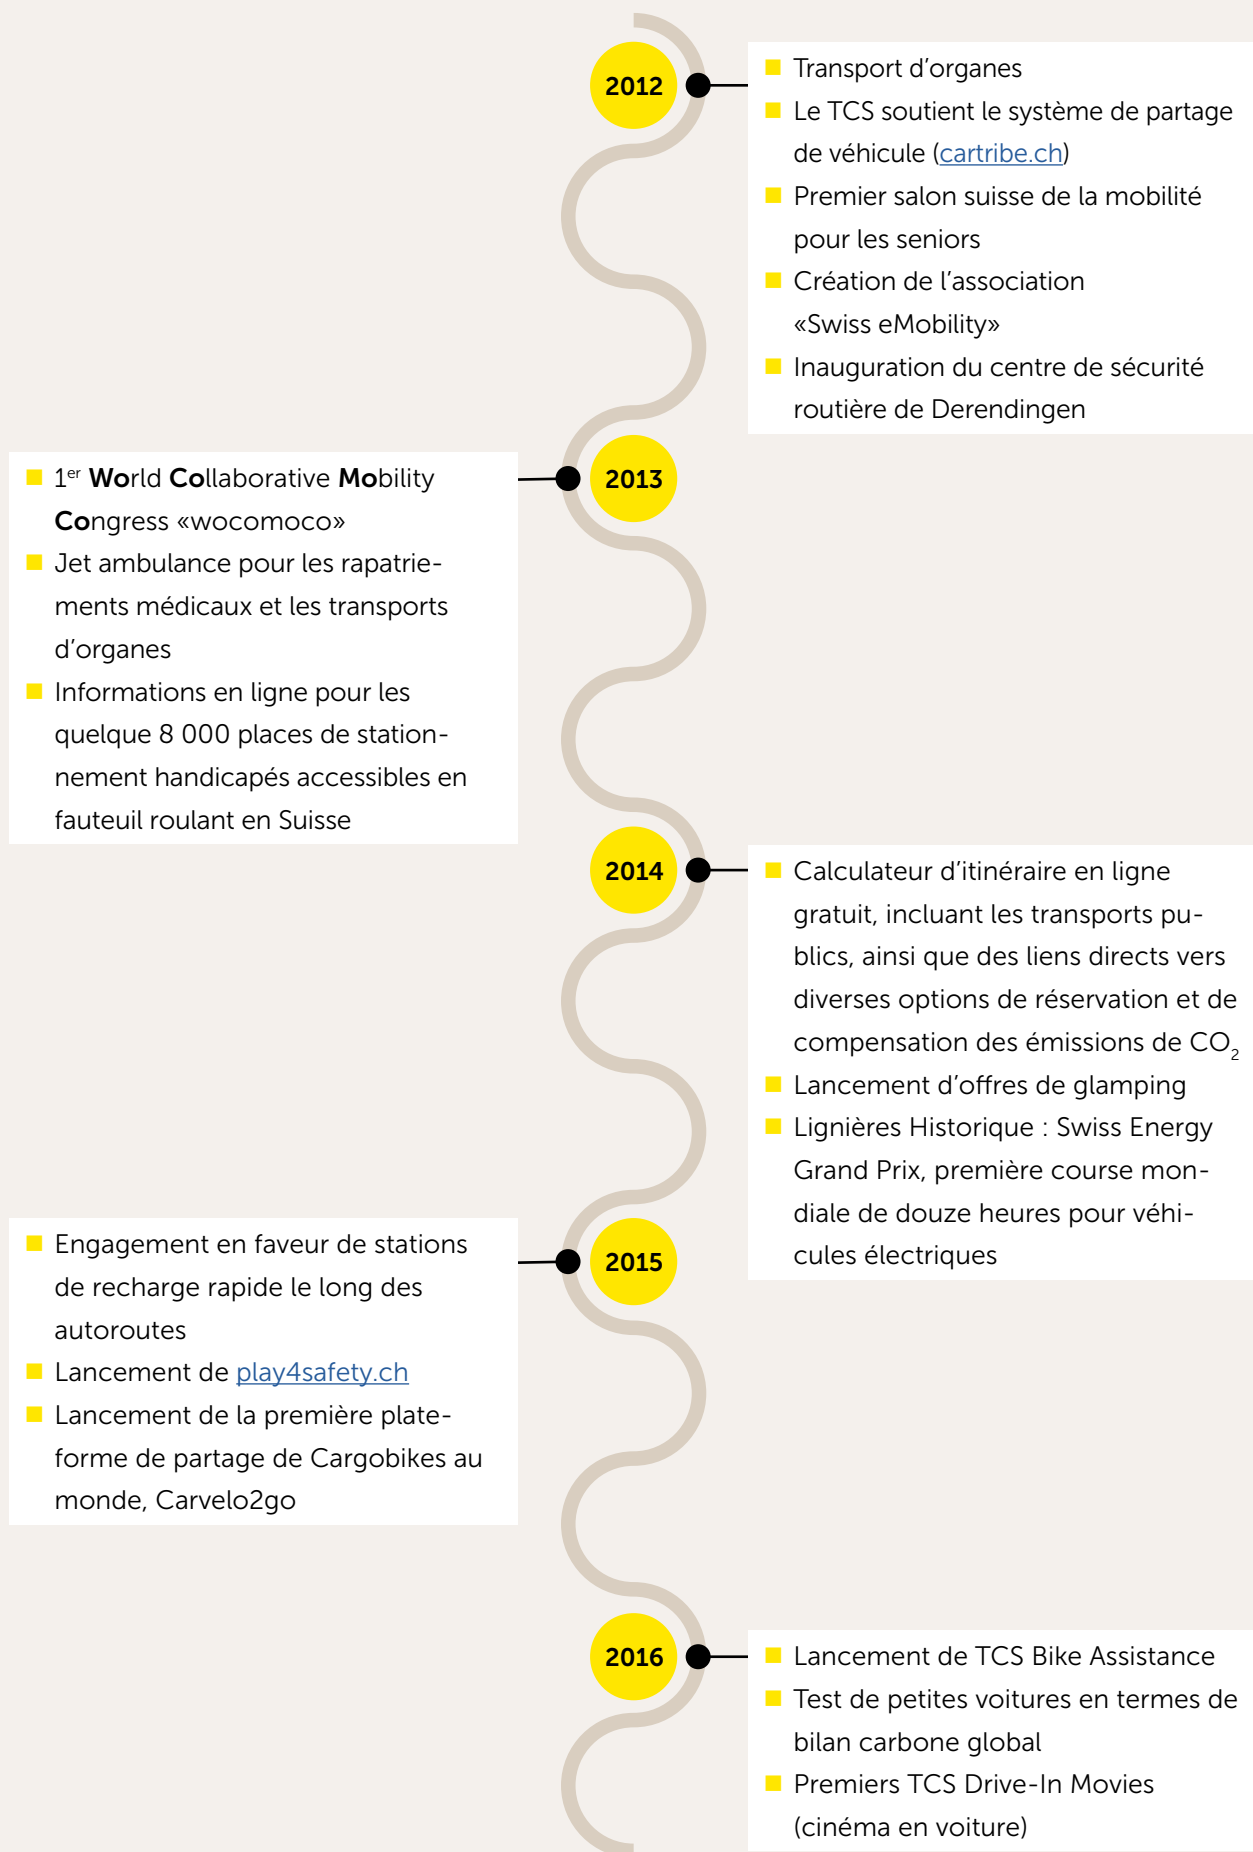 2012
Transport d’organes
Le TCS soutient le système de partage
de véhicule (cartribe.ch)
Premier salon suisse de la mobilité
pour les seniors
Création de l’association
«Swiss eMobility»
Inauguration du centre de sécurité
routière de Derendingen
2013
1er World Collaborative Mobility
Congress «wocomoco»
Jet ambulance pour les rapatrie-
ments médicaux et les transports
d’organes
Informations en ligne pour les
quelque 8 000 places de station-
nement handicapés accessibles en
fauteuil roulant en Suisse
2014
Calculateur d’itinéraire en ligne
gratuit, incluant les transports pu-
blics, ainsi que des liens directs vers
diverses options de réservation et de
compensation des émissions de CO₂
Lancement d’offres de glamping
Lignières Historique : Swiss Energy
Grand Prix, première course mon-
diale de douze heures pour véhi-
cules électriques
2015
Engagement en faveur de stations
de recharge rapide le long des
autoroutes
Lancement de play4safety.ch
Lancement de la première plate-
forme de partage de Cargobikes au
monde, Carvelo2go
2016
Lancement de TCS Bike Assistance
Test de petites voitures en termes de
bilan carbone global
Premiers TCS Drive-In Movies
(cinéma en voiture)